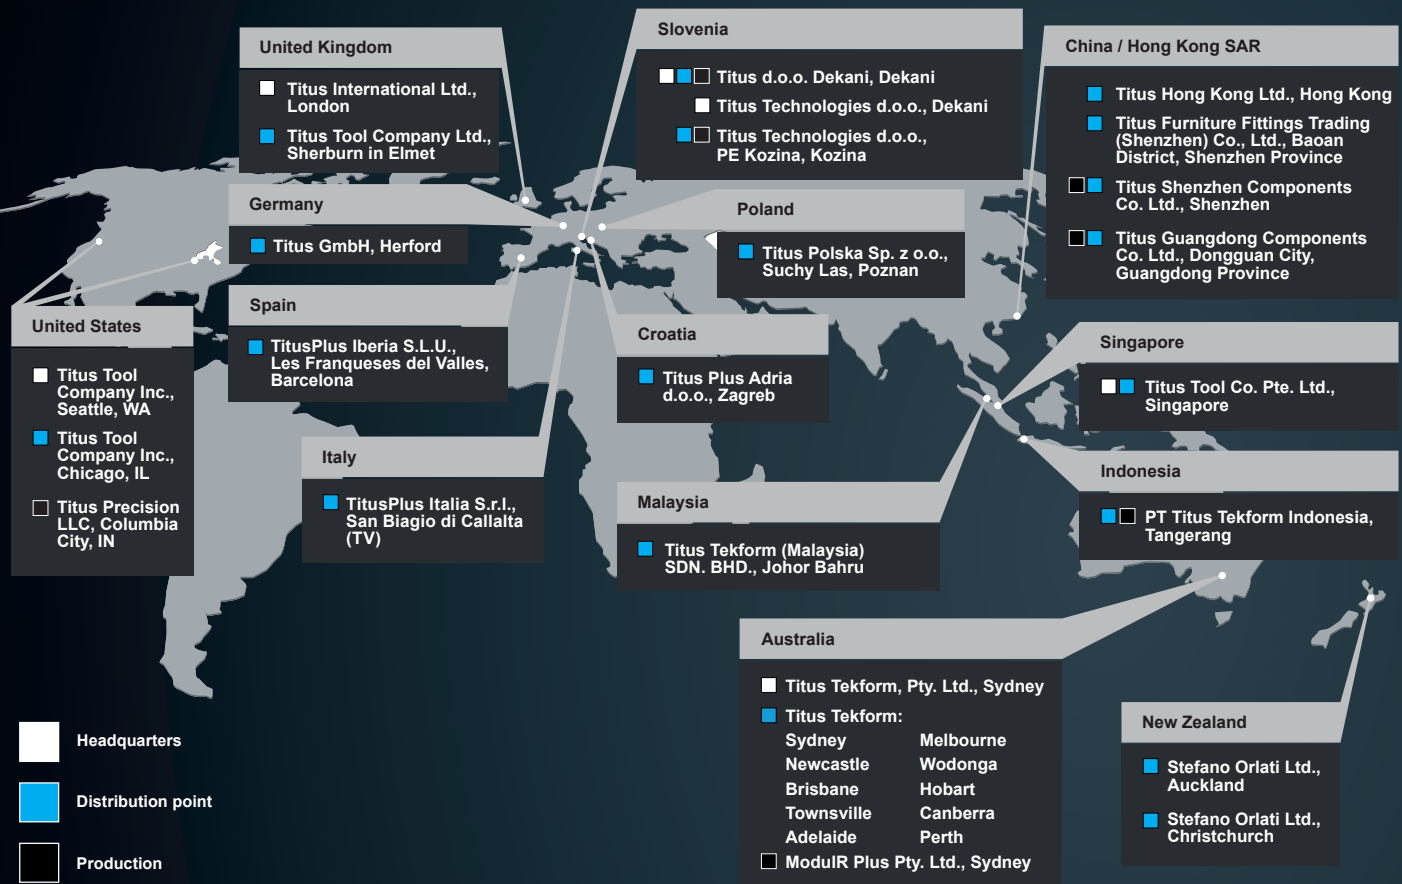 United Kingdom
Titus International Ltd.,
London
Titus Tool Company Ltd.,
Sherburn in Elmet
Slovenia
Titus d.o.o. Dekani, Dekani
Titus Technologies d.o.o., Dekani
Titus Technologies d.o.o.,
PE Kozina, Kozina
China / Hong Kong SAR
Titus Hong Kong Ltd., Hong Kong
Titus Furniture Fittings Trading
(Shenzhen) Co., Ltd., Baoan
District, Shenzhen Province
Titus Shenzhen Components
Co. Ltd., Shenzhen
Titus Guangdong Components
Co. Ltd., Dongguan City,
Guangdong Province
Germany
Titus GmbH, Herford
Poland
Titus Polska Sp. z o.o.,
Suchy Las, Poznan
United States
Titus Tool
Company Inc.,
Seattle, WA
Titus Tool
Company Inc.,
Chicago, IL
Titus Precision
LLC, Columbia
City, IN
Spain
TitusPlus Iberia S.L.U.,
Les Franqueses del Valles,
Barcelona
Croatia
Titus Plus Adria
d.o.o., Zagreb
Singapore
Titus Tool Co. Pte. Ltd.,
Singapore
Italy
TitusPlus Italia S.r.l.,
San Biagio di Callalta
(TV)
Malaysia
Titus Tekform (Malaysia)
SDN. BHD., Johor Bahru
Indonesia
PT Titus Tekform Indonesia,
Tangerang
Australia
Titus Tekform, Pty. Ltd., Sydney
Titus Tekform:
Sydney Melbourne
Newcastle Wodonga
Brisbane Hobart
Townsville Canberra
Adelaide Perth
ModulR Plus Pty. Ltd., Sydney
New Zealand
Stefano Orlati Ltd.,
Auckland
Stefano Orlati Ltd.,
Christchurch
Headquarters
Distribution point
Production